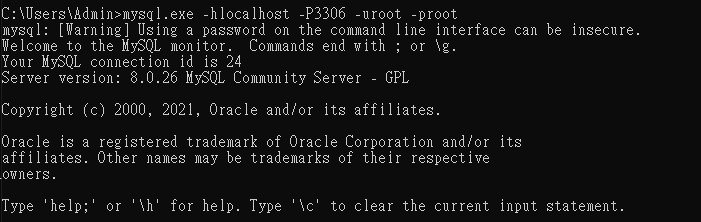 C:\Users\Admin>mysql.exe -hlocalhost -P3306 -uroot -proot
mysql: [Warning] Using a password on the command line interface can be insecure.
Welcome to the MySQL monitor.  Commands end with ; or \g.
Your MySQL connection id is 24
Server version: 8.0.26 MySQL Community Server - GPL
Copyright (c) 2000, 2021, Oracle and/or its affiliates.
Oracle is a registered trademark of Oracle Corporation and/or its
affiliates. Other names may be trademarks of their respective
owners.
Type 'help;' or '\h' for help. Type '\c' to clear the current input statement.